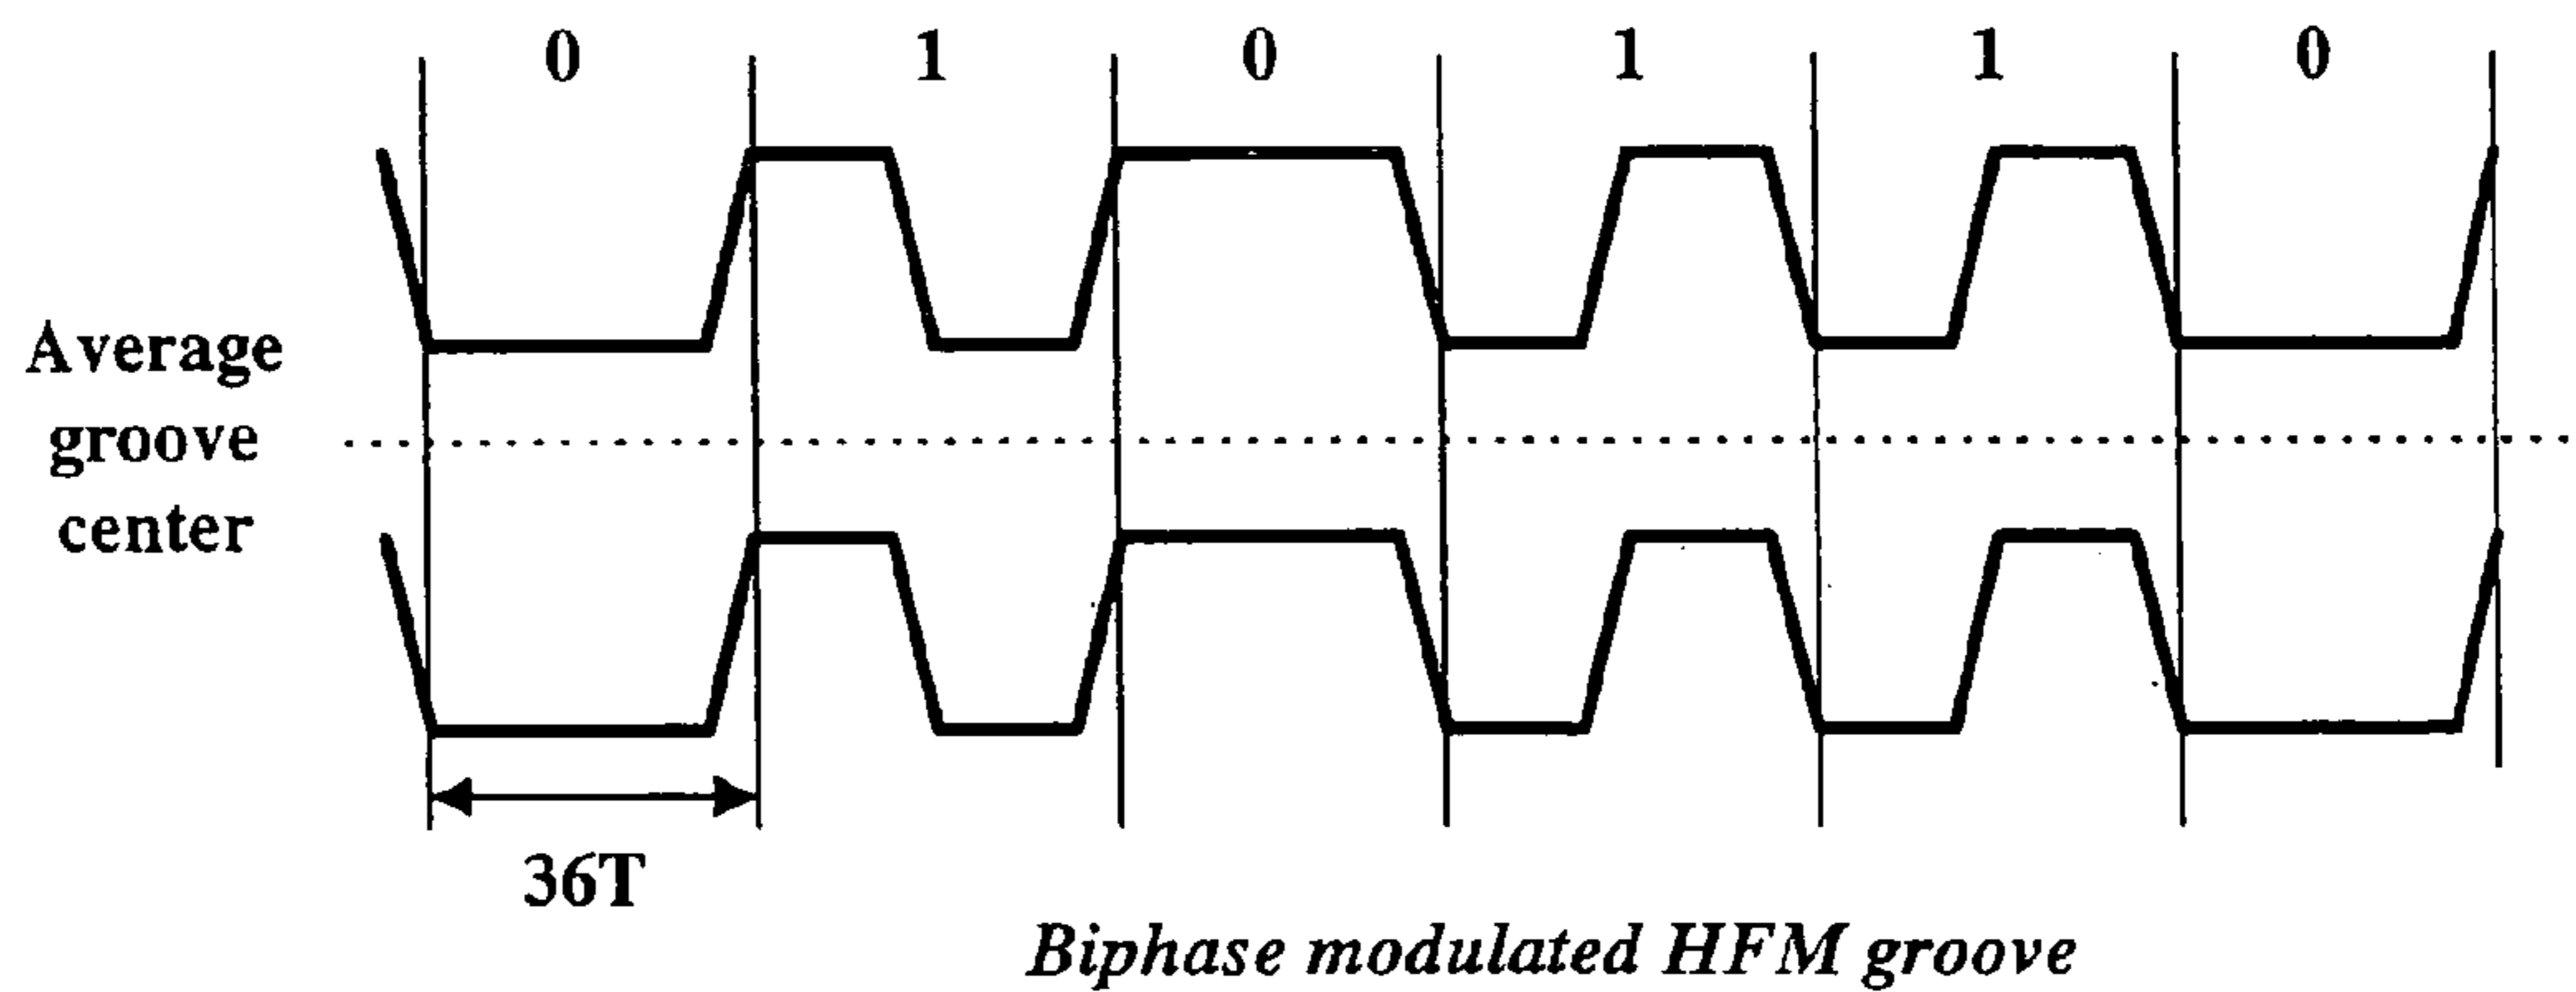 0 1 0 1 1 0
Average
groove
center
36T
Biphase modulated HFM groove